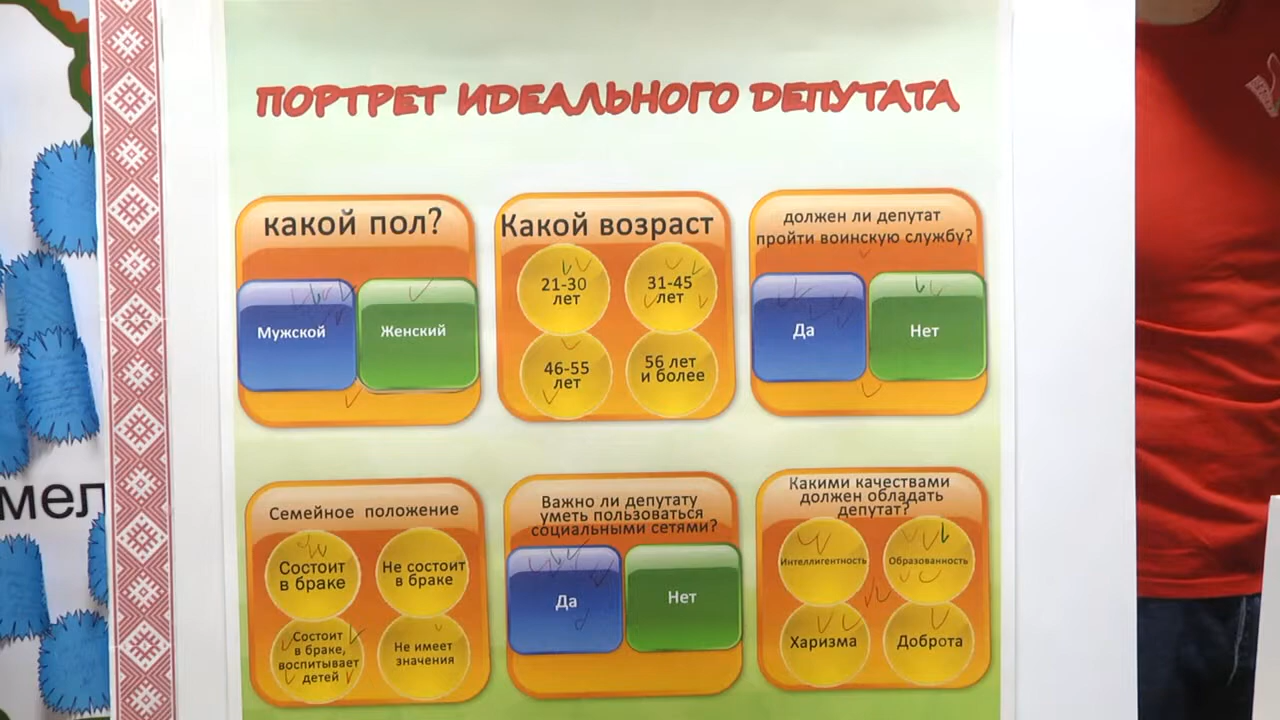 ПОРТРЕТ ИДЕАЛЬНОГО ДЕПУТАТА
какой пол?
Мужской
Женский
Какой возраст
21-30
лет
31-45
лет
46-55
лет
56 лет
и более
должен ли депутат
пройти воинскую службу?
Да
Нет
Семейное положение
Состоит
в браке
Не состоит
в браке
Состоит
в браке,
воспитывает
детей
Не имеет
значения
Важно ли депутату
уметь пользоваться
социальными сетями?
Да
Нет
Какими качествами
должен обладать
депутат?
Интеллигентность
Образованность
Харизма
Доброта
мел